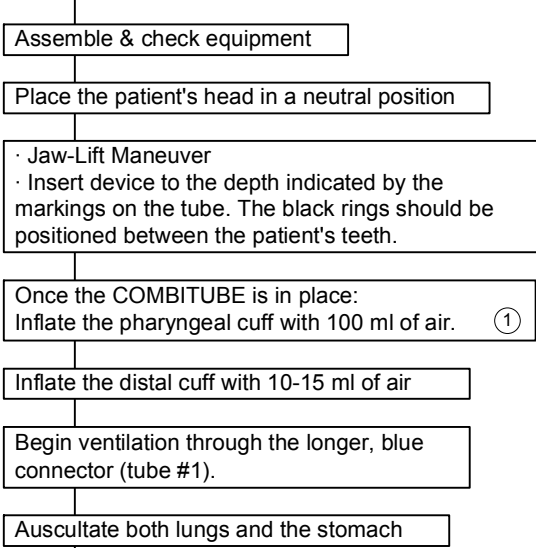 Assemble & check equipment
Place the patient's head in a neutral position
· Jaw-Lift Maneuver
· Insert device to the depth indicated by the
markings on the tube. The black rings should be
positioned between the patient's teeth.
Once the COMBITUBE is in place:
Inflate the pharyngeal cuff with 100 ml of air. ①
Inflate the distal cuff with 10-15 ml of air
Begin ventilation through the longer, blue
connector (tube #1).
Auscultate both lungs and the stomach